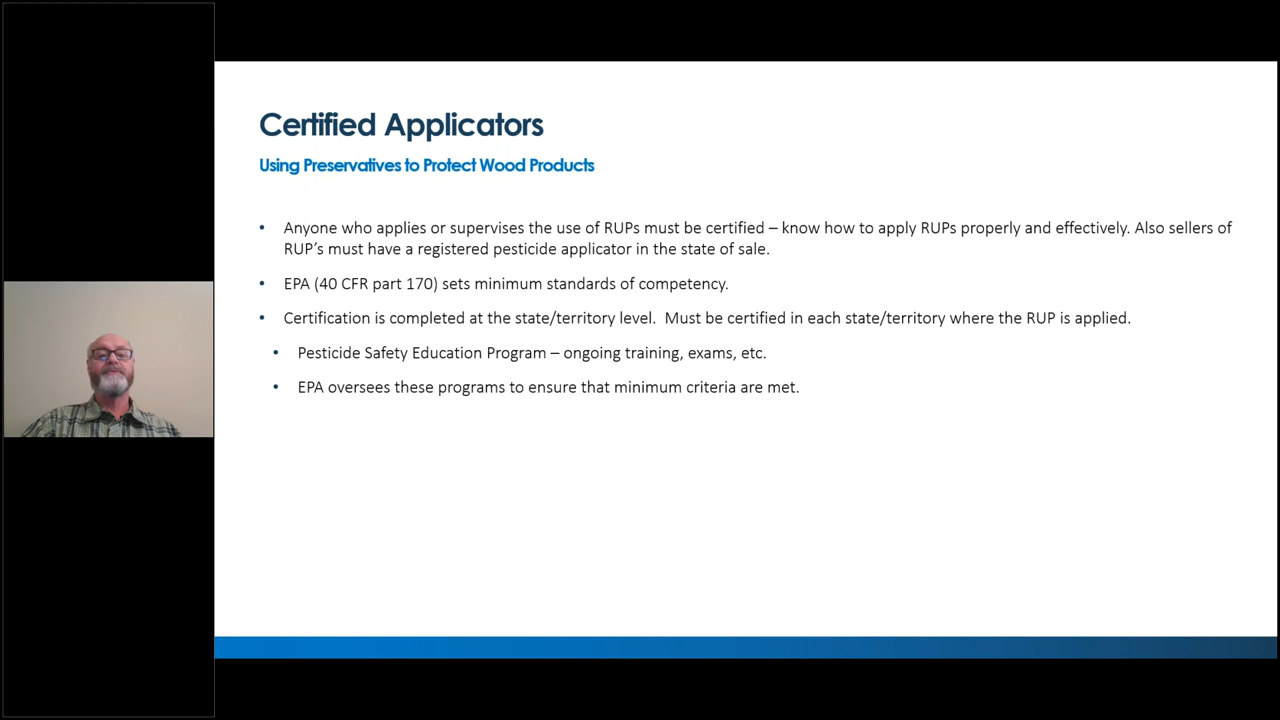 Certified Applicators
Using Preservatives to Protect Wood Products
• Anyone who applies or supervises the use of RUPs must be certified – know how to apply RUPs properly and effectively. Also sellers of
RUP's must have a registered pesticide applicator in the state of sale.
• EPA (40 CFR part 170) sets minimum standards of competency.
• Certification is completed at the state/territory level.  Must be certified in each state/territory where the RUP is applied.
• Pesticide Safety Education Program – ongoing training, exams, etc.
• EPA oversees these programs to ensure that minimum criteria are met.